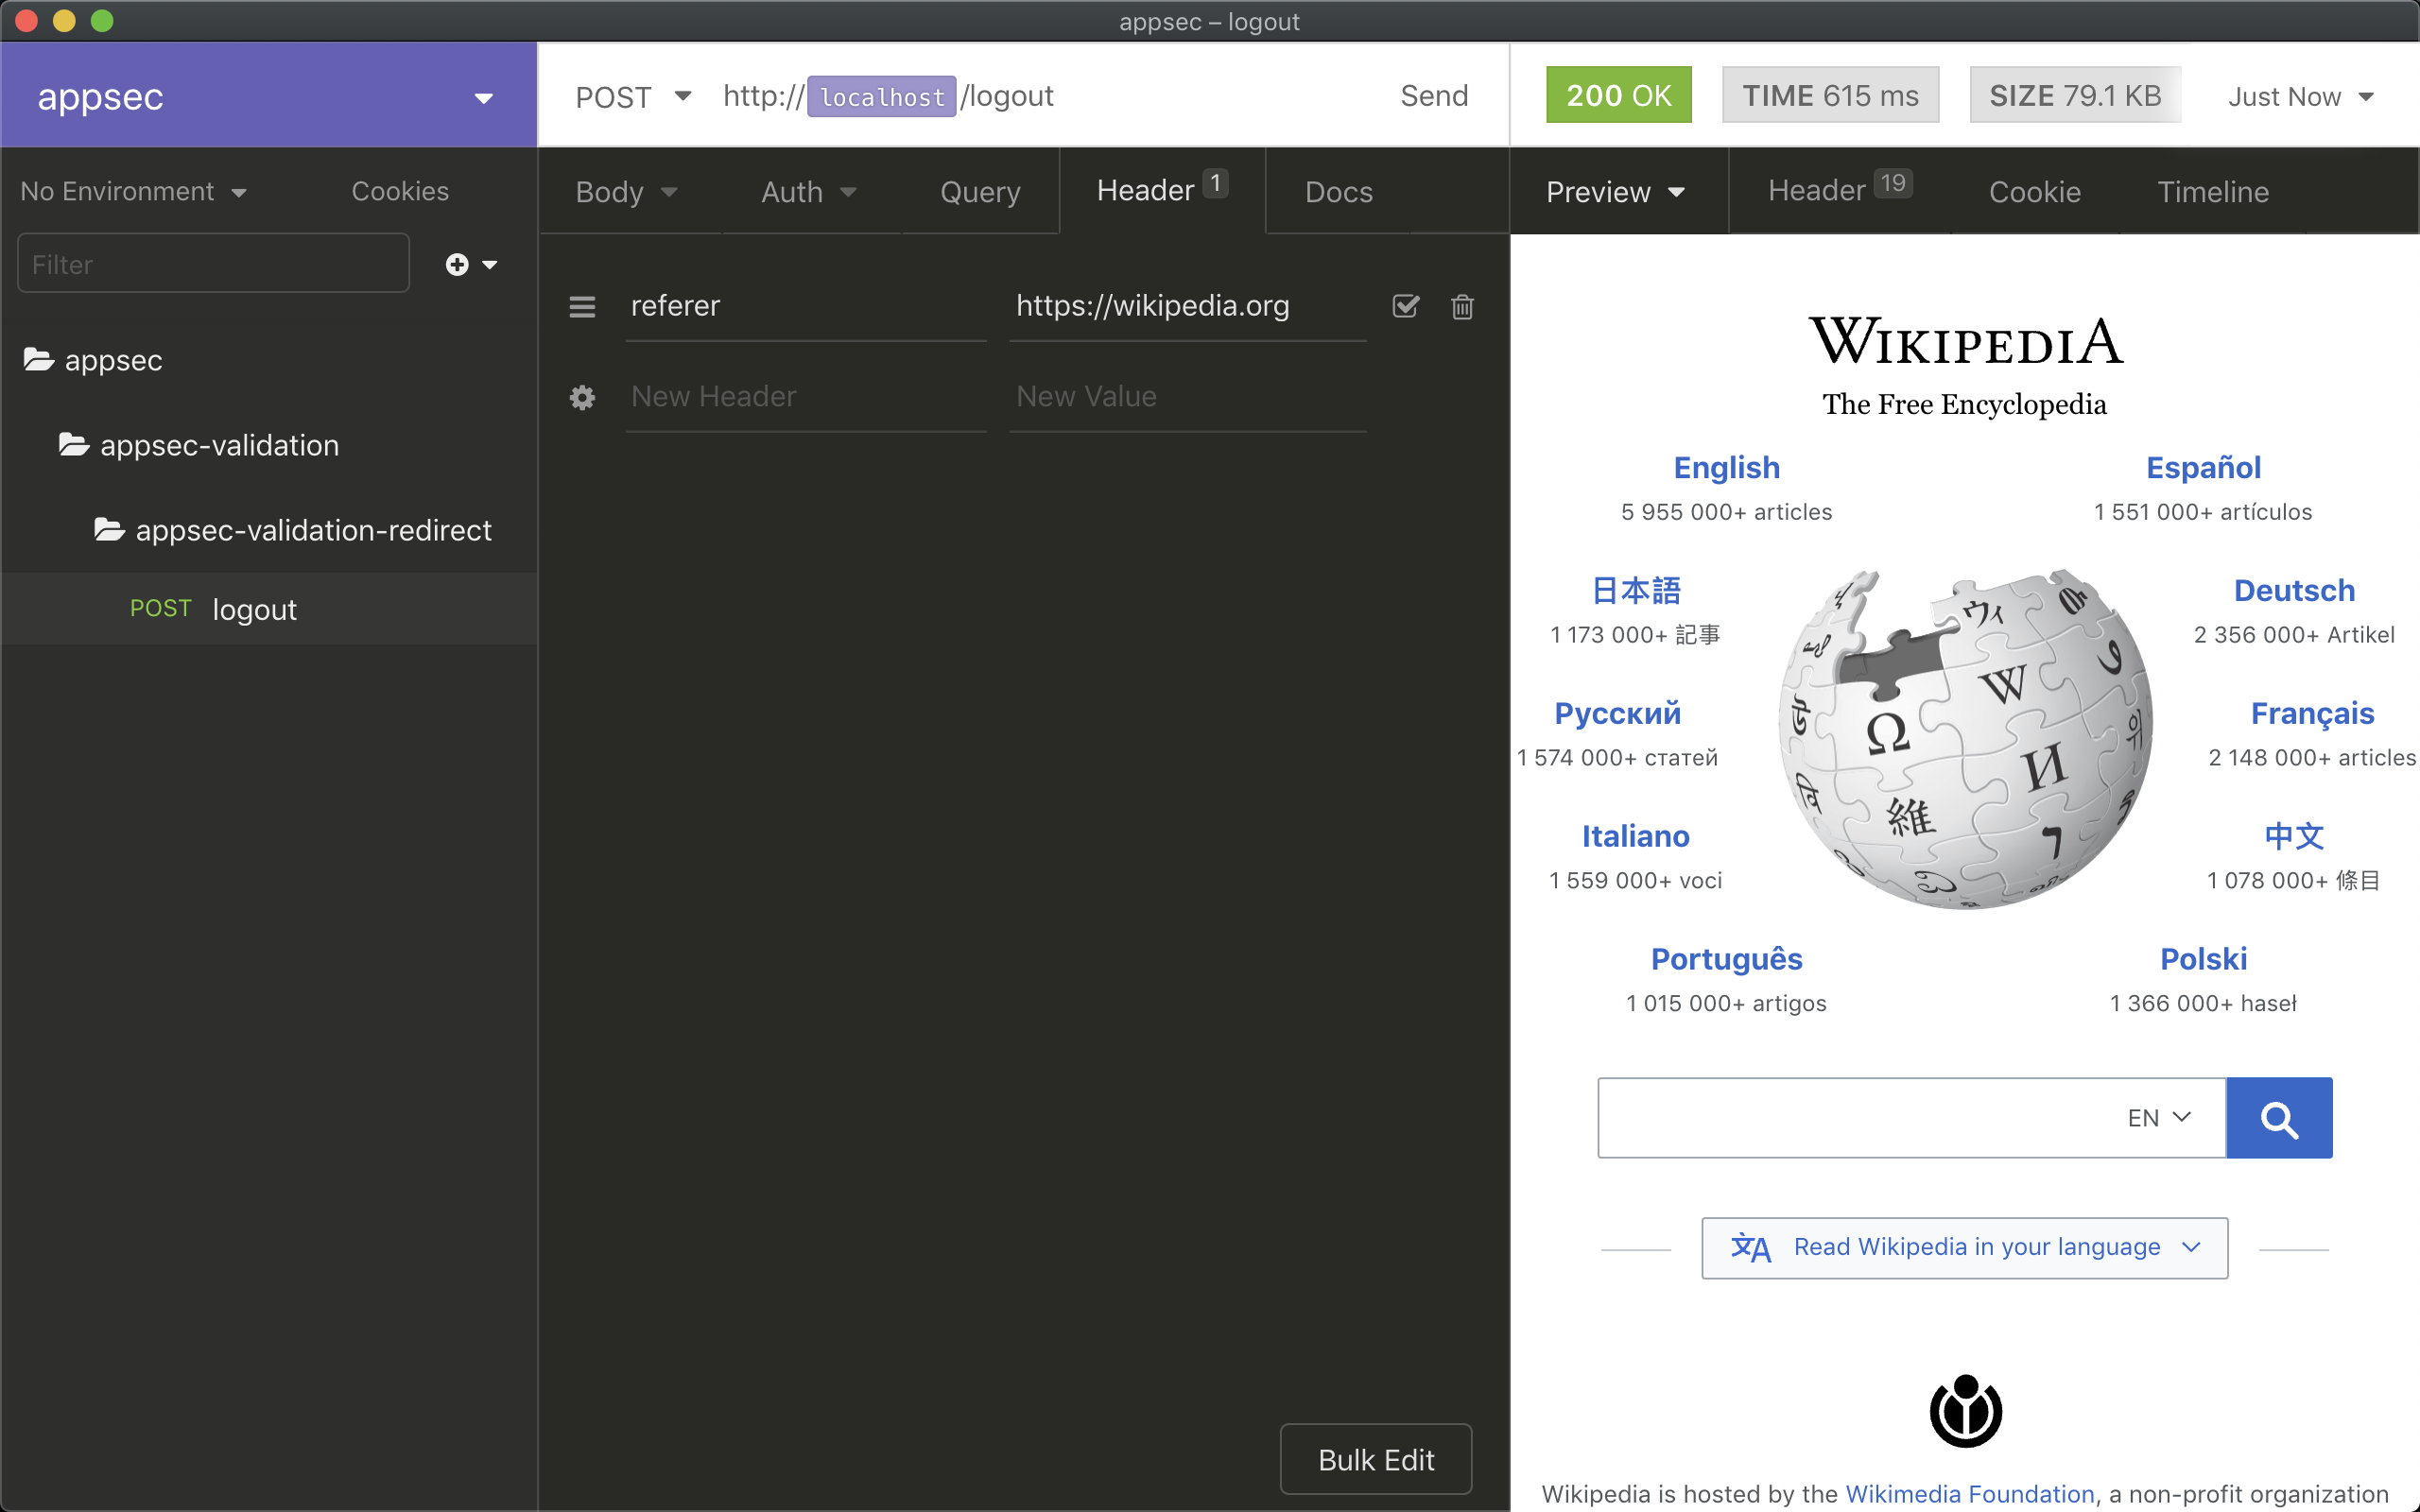 appsec – logout
appsec
POST http://localhost/logout Send
200 OK TIME 615 ms SIZE 79.1 KB Just Now
No Environment Cookies
Body Auth Query Header 1 Docs
Preview Header 19 Cookie Timeline
Filter
appsec
appsec-validation
appsec-validation-redirect
POST logout
referer https://wikipedia.org
New Header New Value
Bulk Edit
WIKIPEDIA
The Free Encyclopedia
English
5 955 000+ articles
Español
1 551 000+ artículos
日本語
1 173 000+ 記事
Deutsch
2 356 000+ Artikel
Русский
1 574 000+ статей
Français
2 148 000+ articles
Italiano
1 559 000+ voci
中文
1 078 000+ 條目
Português
1 015 000+ artigos
Polski
1 366 000+ haseł
Ω W И 維 ウィ
EN
Read Wikipedia in your language
Wikipedia is hosted by the Wikimedia Foundation, a non-profit organization